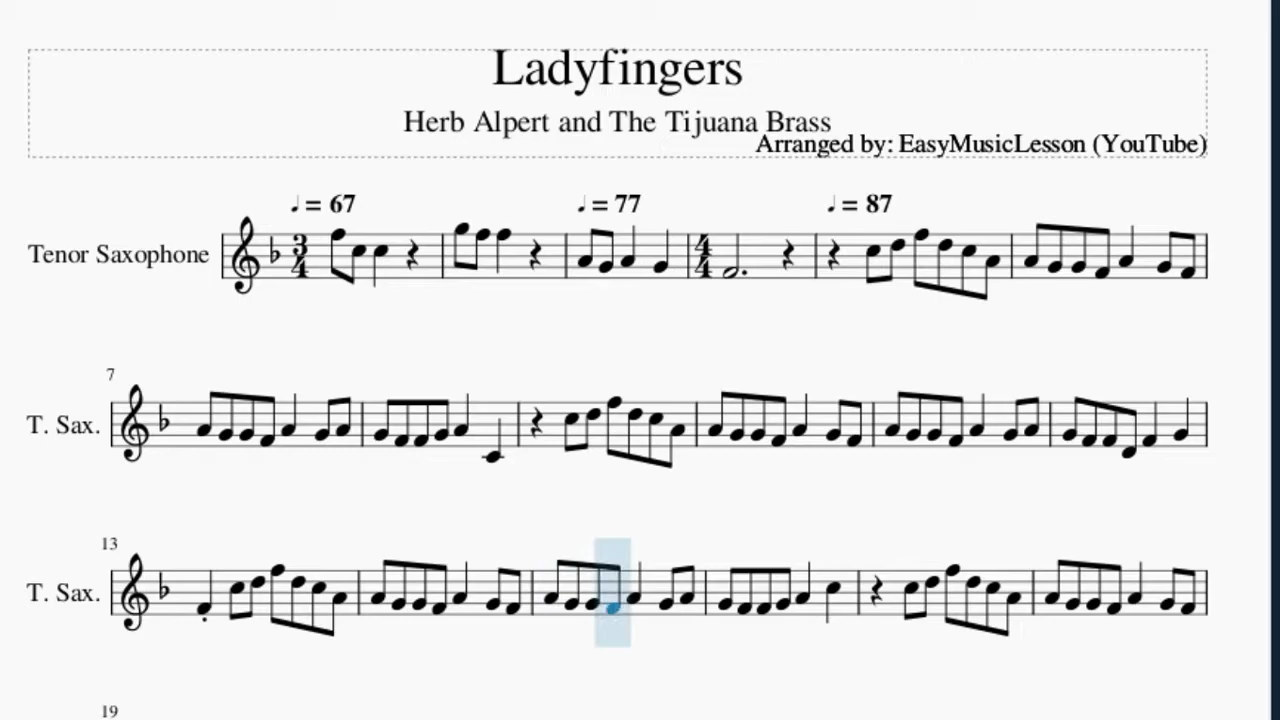 Ladyfingers
Herb Alpert and The Tijuana Brass
Arranged by: EasyMusicLesson (YouTube)
♩ = 67
♩ = 77
♩ = 87
Tenor Saxophone
3
4
4
4
7
T. Sax.
13
T. Sax.
19